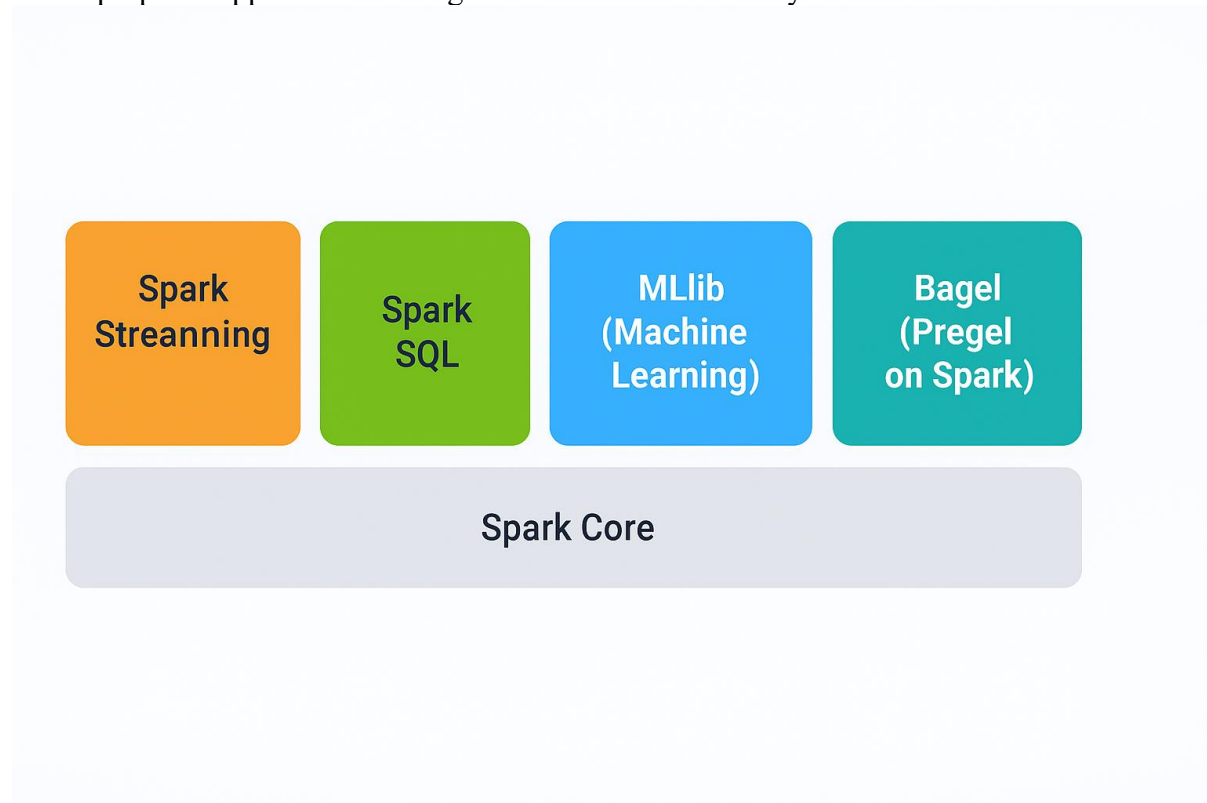 Spark
Streanning
Spark
SQL
MLlib
(Machine
Learning)
Bagel
(Pregel
on Spark)
Spark Core